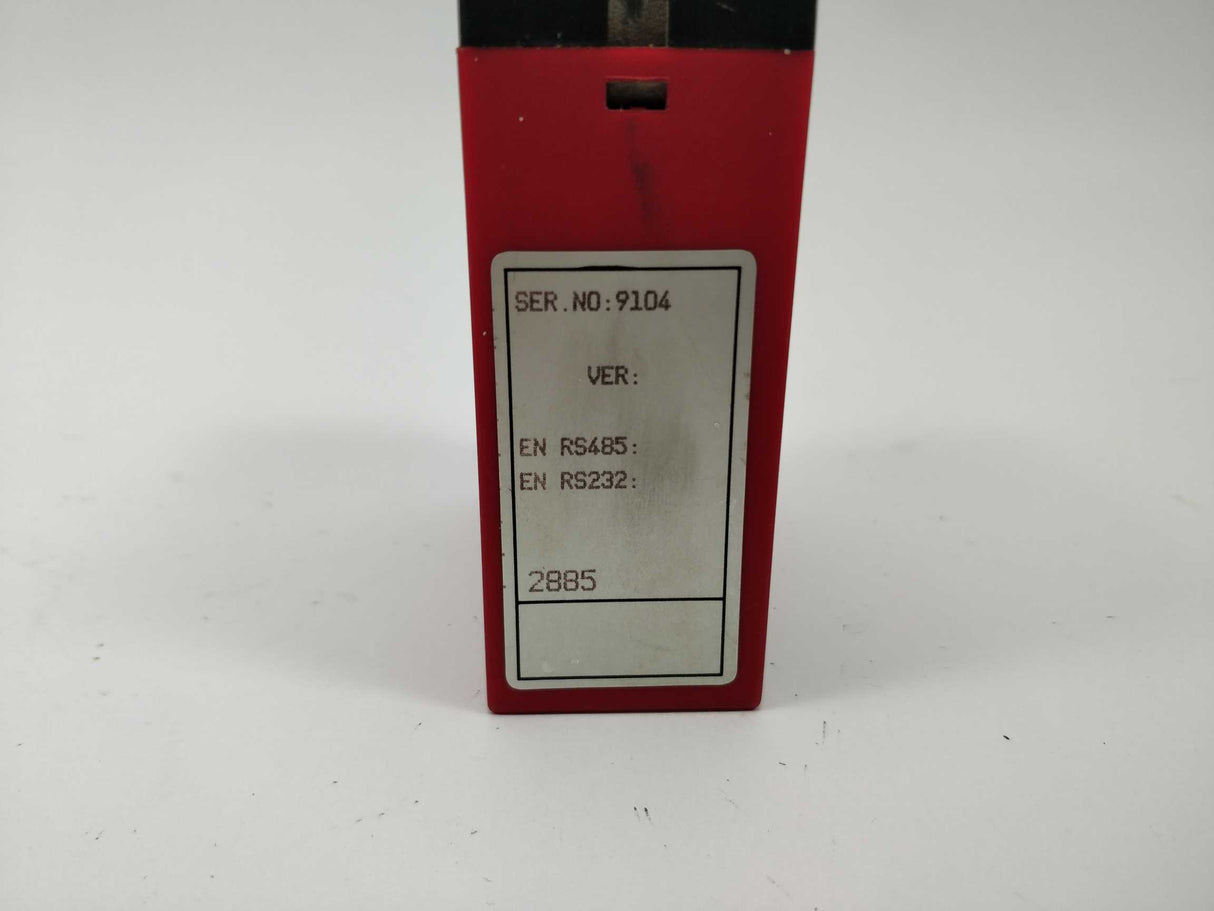 SER.NO:9104
VER:
EN RS485:
EN RS232:
2885